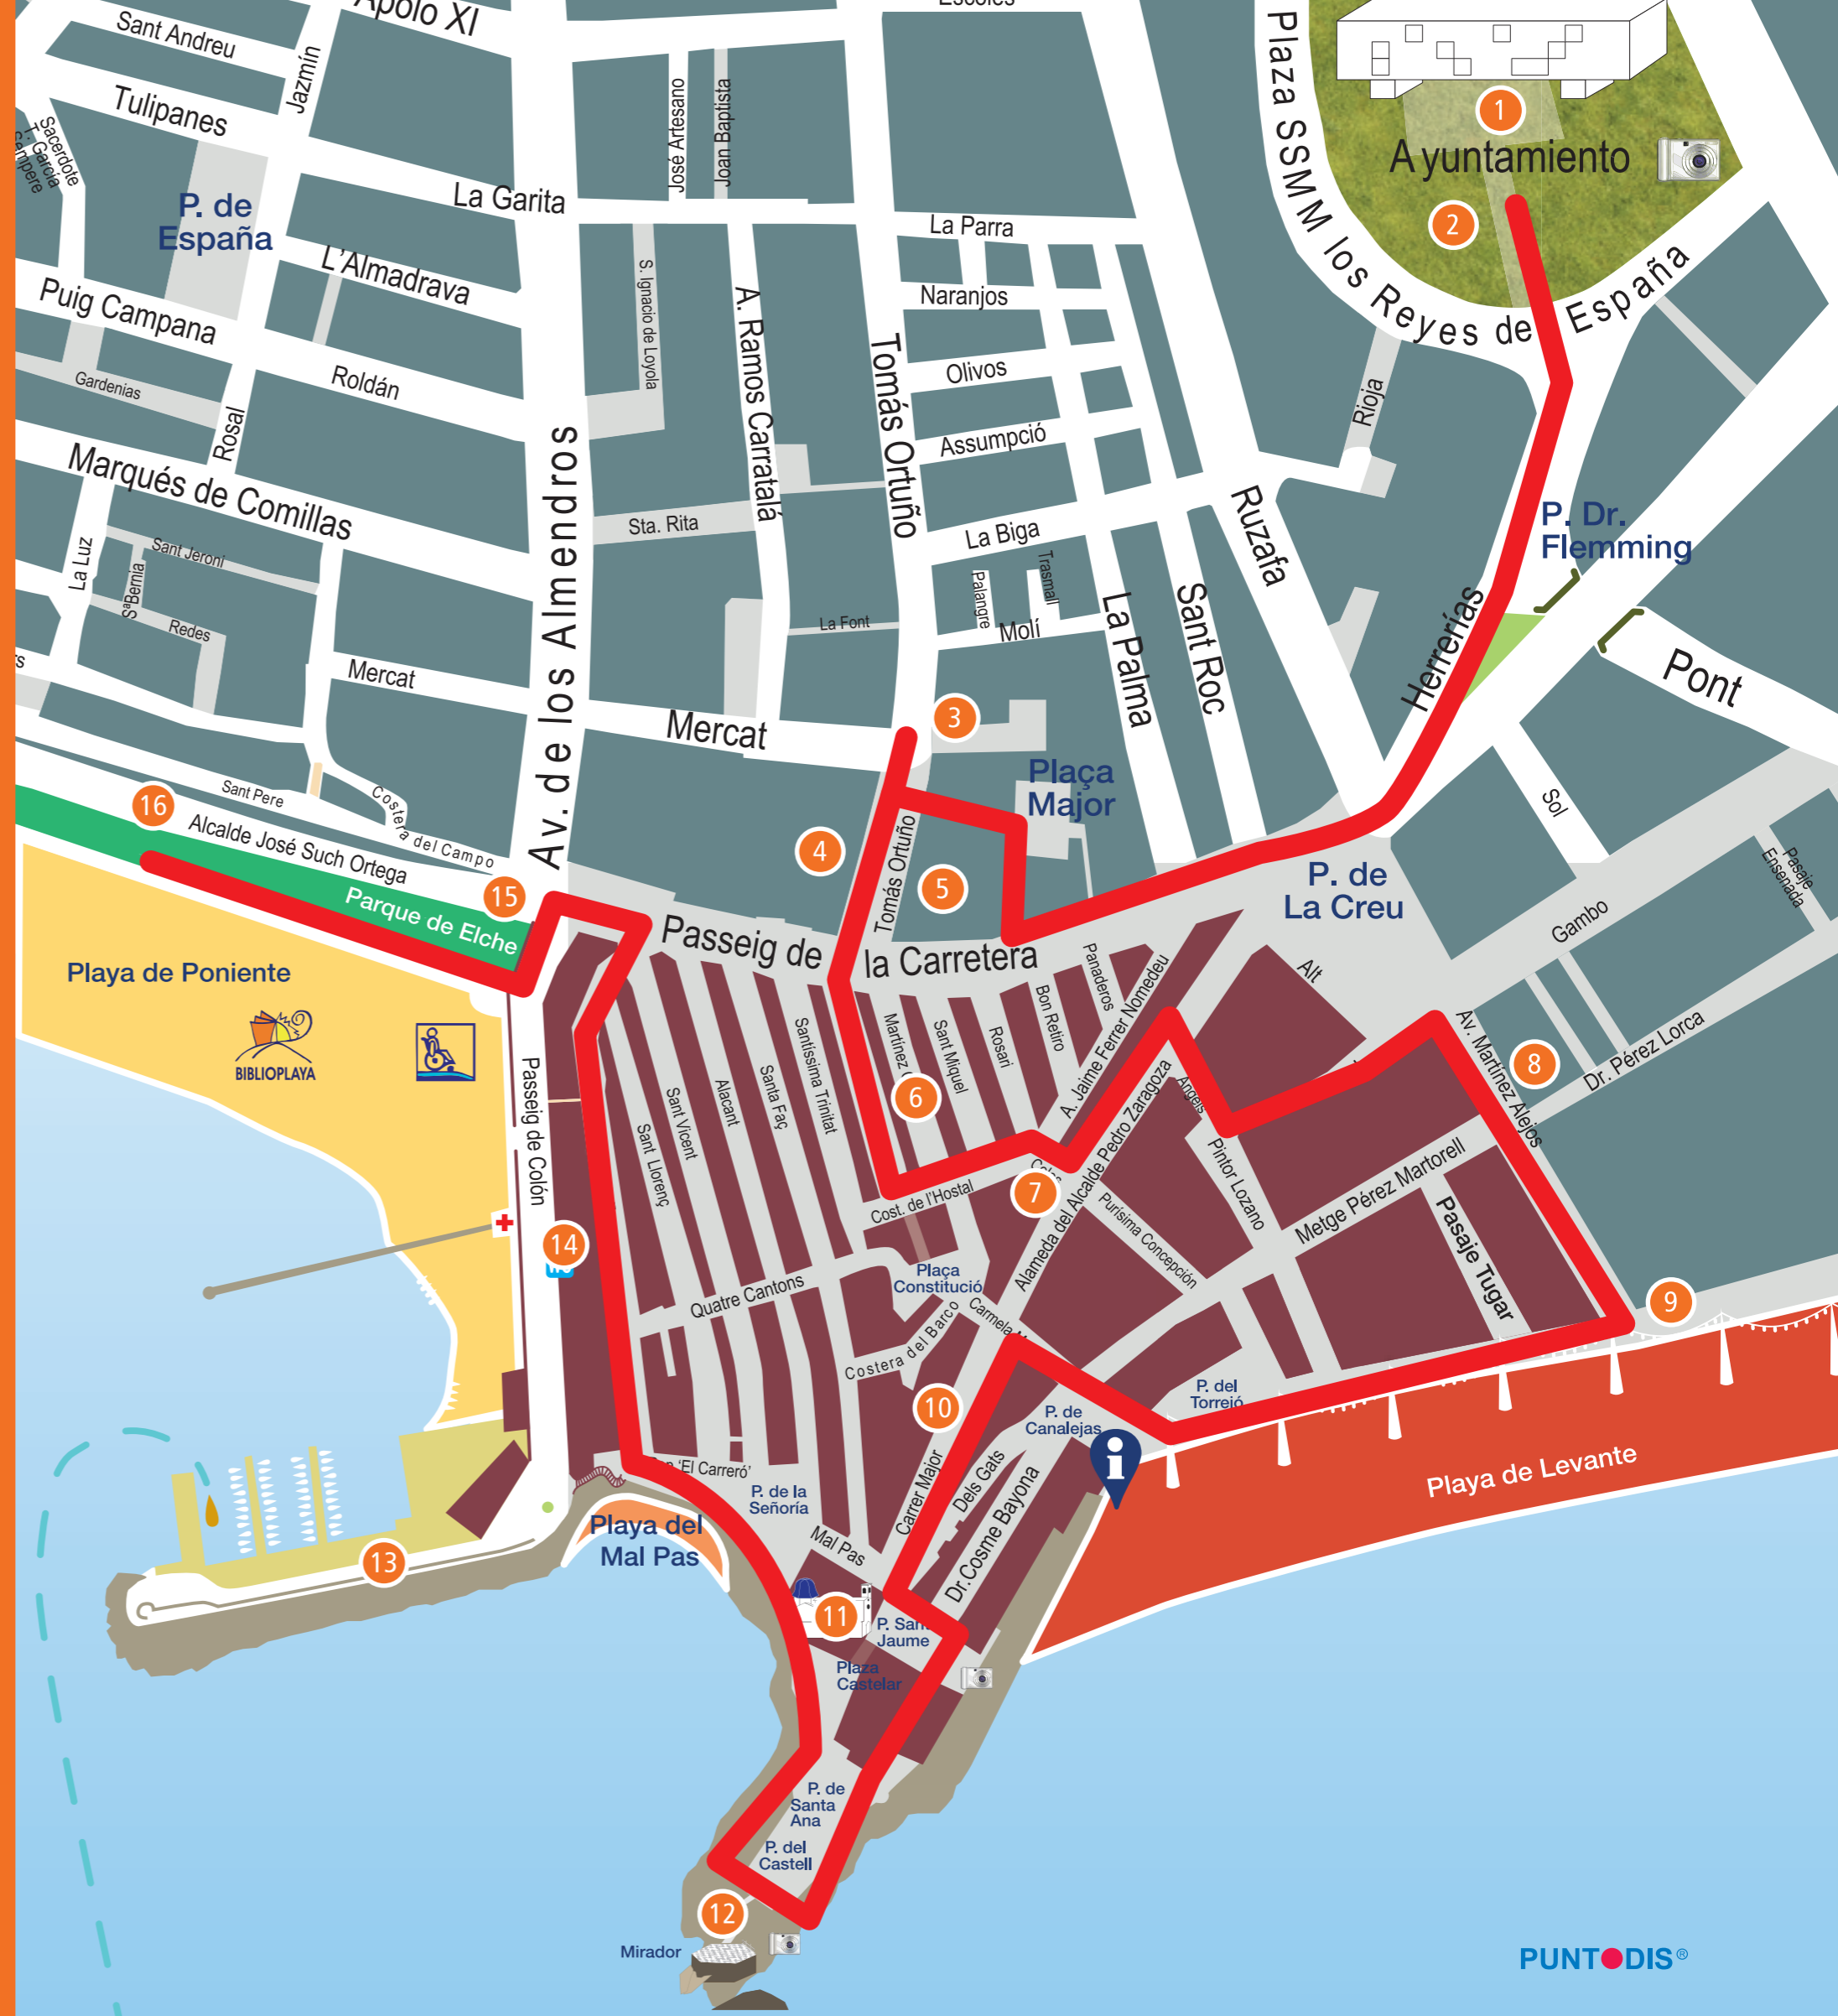 Apolo XI
Escoles
Sant Andreu
Jazmín
Tulipanes
Sacerdote
T. García
Sempere
P. de
España
La Garita
José Artesano
Joan Baptista
Plaza SSMM los Reyes de España
1
Ayuntamiento
2
La Parra
L'Almadrava
Puig Campana
S. Ignacio de Loyola
A. Ramos Carratalá
Tomás Ortuño
Naranjos
Olivos
Assumpció
Gardenias
Roldán
Rosal
Rioja
Marqués de Comillas
Av. de los Almendros
Sta. Rita
La Biga
Ruzafa
P. Dr.
Flemming
La Luz
Sant Jeroni
SªBernia
Redes
La Font
Palangre
Trasmall
Molí
La Palma
Sant Roc
Herrerías
Pont
Mercat
Mercat
3
Plaça
Major
Sol
16
Sant Pere
Costera del Campo
Alcalde José Such Ortega
Parque de Elche
15
4
Tomás Ortuño
5
P. de
La Creu
Gambo
Pasaje
Ensenada
Passeig de la Carretera
Playa de Poniente
BIBLIOPLAYA
Passeig de Colón
Sant Llorenç
Sant Vicent
Alacant
Santa Faç
Santíssima Trinitat
Martínez
6
Sant Miquel
Rosari
Bon Retiro
Panaderos
A. Jaime Ferrer Nomedeu
Alt
Av. Martínez Alejos
8
Dr. Pérez Lorca
Angels
Pintor Lozano
Alameda del Alcalde Pedro Zaragoza
7
Cost. de l'Hostal
Purísima Concepción
Metge Pérez Martorell
Pasaje Tugar
14
Quatre Cantons
Plaça
Constitució
Costera del Barco
Carmela
9
10
P. del
Torrejó
P. de
Canalejas
i
Playa de Levante
'El Carreró'
P. de la
Señoría
Carrer Major
Dels Gats
Dr. Cosme Bayona
Playa del
Mal Pas
Mal Pas
13
11
P. Sant
Jaume
Plaza
Castelar
P. de
Santa
Ana
P. del
Castell
12
Mirador
PUNTODIS®